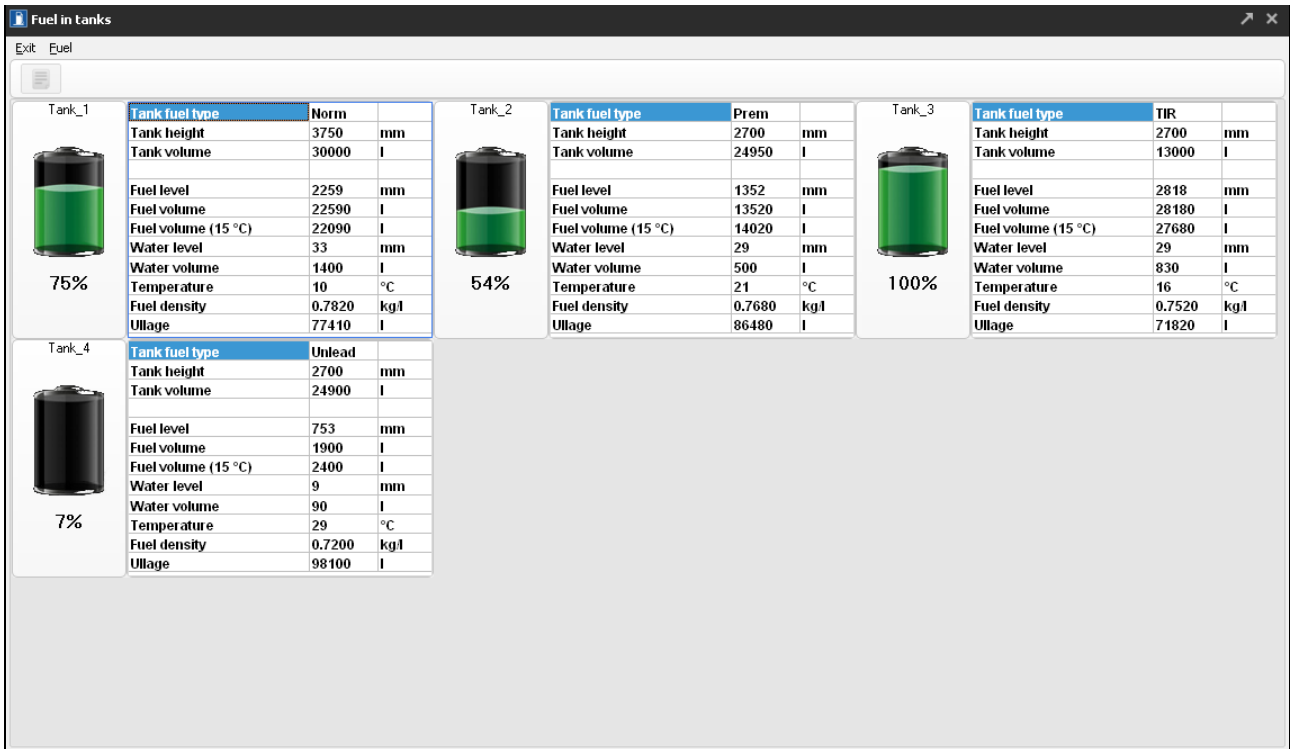 Fuel in tanks
Exit Fuel
Tank_1
Tank fuel type Norm
Tank height 3750 mm
Tank volume 30000 l
Fuel level 2259 mm
Fuel volume 22590 l
Fuel volume (15 °C) 22090 l
Water level 33 mm
Water volume 1400 l
Temperature 10 °C
Fuel density 0.7820 kg/l
Ullage 77410 l
75%
Tank_2
Tank fuel type Prem
Tank height 2700 mm
Tank volume 24950 l
Fuel level 1352 mm
Fuel volume 13520 l
Fuel volume (15 °C) 14020 l
Water level 29 mm
Water volume 500 l
Temperature 21 °C
Fuel density 0.7680 kg/l
Ullage 86480 l
54%
Tank_3
Tank fuel type TIR
Tank height 2700 mm
Tank volume 13000 l
Fuel level 2818 mm
Fuel volume 28180 l
Fuel volume (15 °C) 27680 l
Water level 29 mm
Water volume 830 l
Temperature 16 °C
Fuel density 0.7520 kg/l
Ullage 71820 l
100%
Tank_4
Tank fuel type Unlead
Tank height 2700 mm
Tank volume 24900 l
Fuel level 753 mm
Fuel volume 1900 l
Fuel volume (15 °C) 2400 l
Water level 9 mm
Water volume 90 l
Temperature 29 °C
Fuel density 0.7200 kg/l
Ullage 98100 l
7%